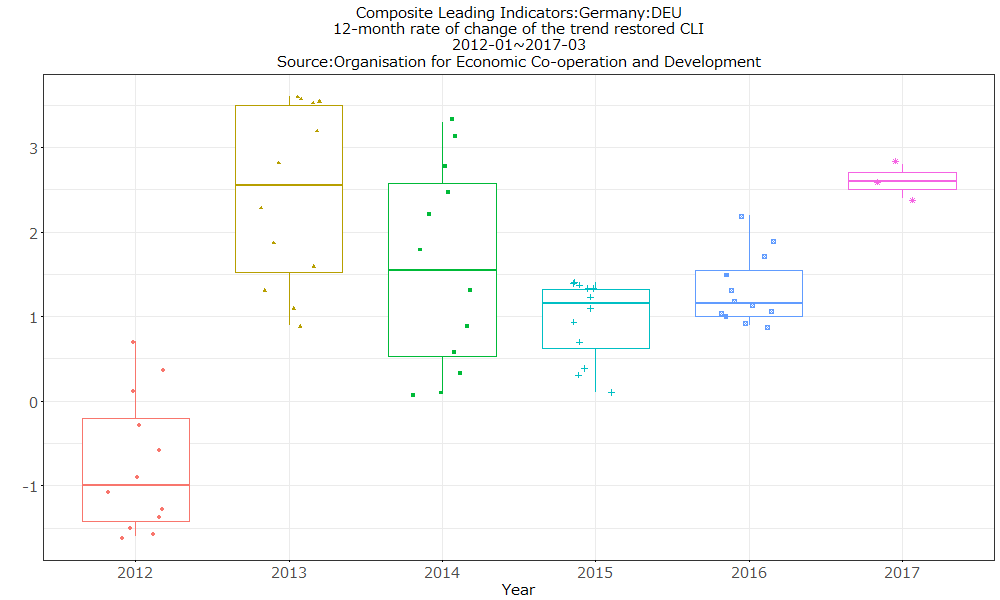 Composite Leading Indicators:Germany:DEU
12-month rate of change of the trend restored CLI
2012-01~2017-03
Source:Organisation for Economic Co-operation and Development
3
2
1
0
-1
2012 2013 2014 2015 2016 2017
Year